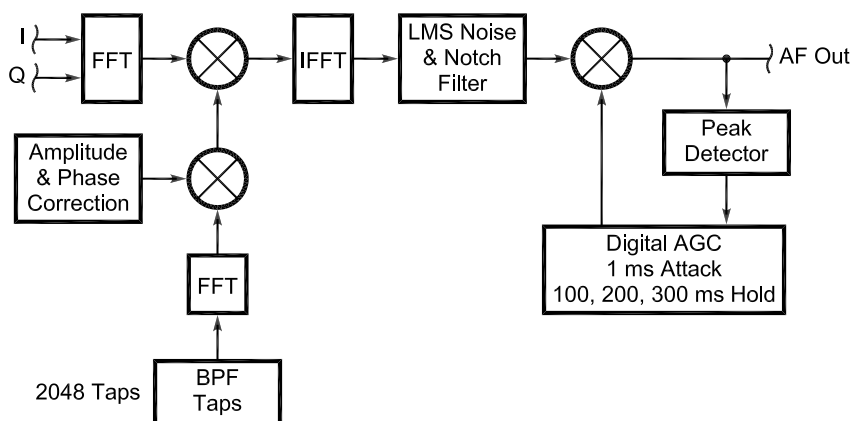 I
Q
FFT
IFFT
LMS Noise
& Notch
Filter
AF Out
Amplitude
& Phase
Correction
Peak
Detector
FFT
Digital AGC
1 ms Attack
100, 200, 300 ms Hold
2048 Taps
BPF
Taps